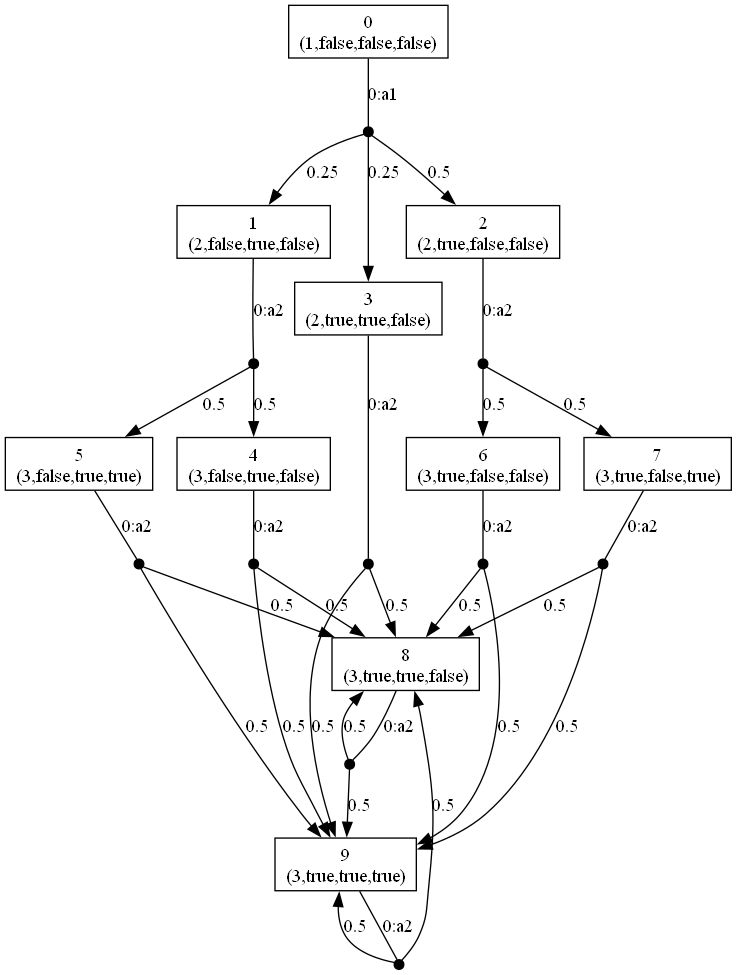 0
(1,false,false,false)
0:a1
0.25
0.25
0.5
1
(2,false,true,false)
2
(2,true,false,false)
3
(2,true,true,false)
0:a2
0:a2
0.5
0.5
0:a2
0.5
0.5
5
(3,false,true,true)
4
(3,false,true,false)
6
(3,true,false,false)
7
(3,true,false,true)
0:a2
0:a2
0:a2
0:a2
0.5
0.5
0.5
0.5
0.5
8
(3,true,true,false)
0.5
0.5
0.5
0.5
0:a2
0.5
0.5
0.5
0.5
9
(3,true,true,true)
0.5
0:a2